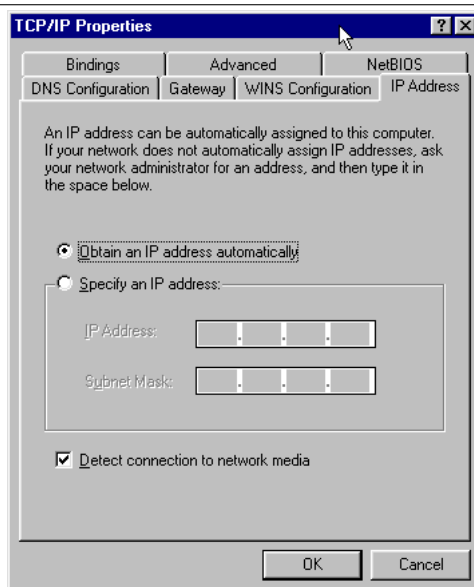 TCP/IP Properties
Bindings Advanced NetBIOS
DNS Configuration Gateway WINS Configuration IP Address
An IP address can be automatically assigned to this computer.
If your network does not automatically assign IP addresses, ask
your network administrator for an address, and then type it in
the space below.
Obtain an IP address automatically
Specify an IP address:
IP Address:
Subnet Mask:
Detect connection to network media
OK Cancel